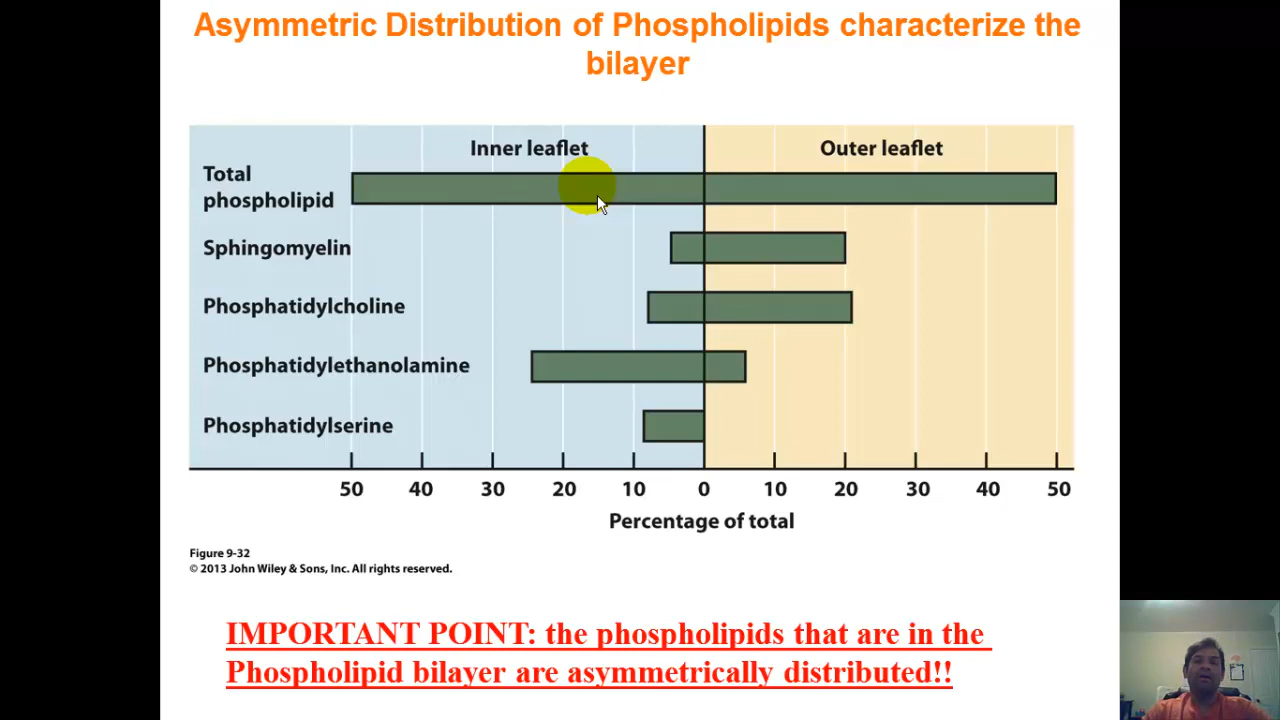 Asymmetric Distribution of Phospholipids characterize the
bilayer
Inner leaflet
Outer leaflet
Total
phospholipid
Sphingomyelin
Phosphatidylcholine
Phosphatidylethanolamine
Phosphatidylserine
50 40 30 20 10 0 10 20 30 40 50
Percentage of total
Figure 9-32
© 2013 John Wiley & Sons, Inc. All rights reserved.
IMPORTANT POINT: the phospholipids that are in the
Phospholipid bilayer are asymmetrically distributed!!